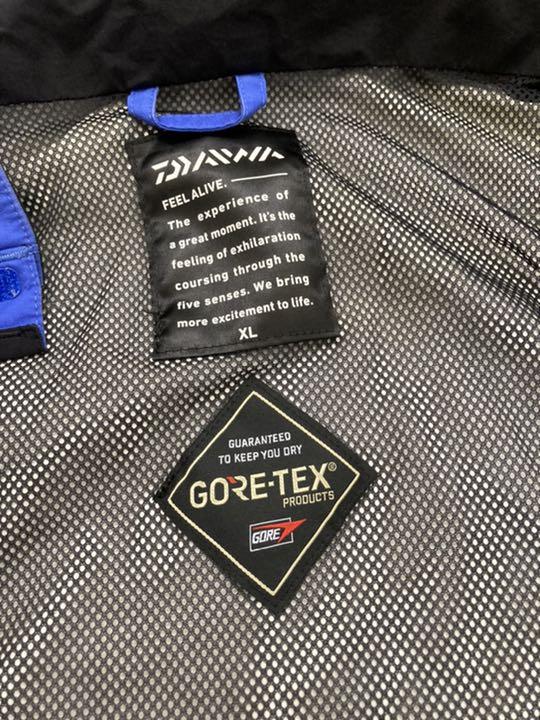 DAIWA
FEEL ALIVE.
The experience of
a great moment. It's the
feeling of exhilaration
coursing through the
five senses. We bring
more excitement to life.
XL
GUARANTEED
TO KEEP YOU DRY
GORE-TEX®
PRODUCTS
GORE